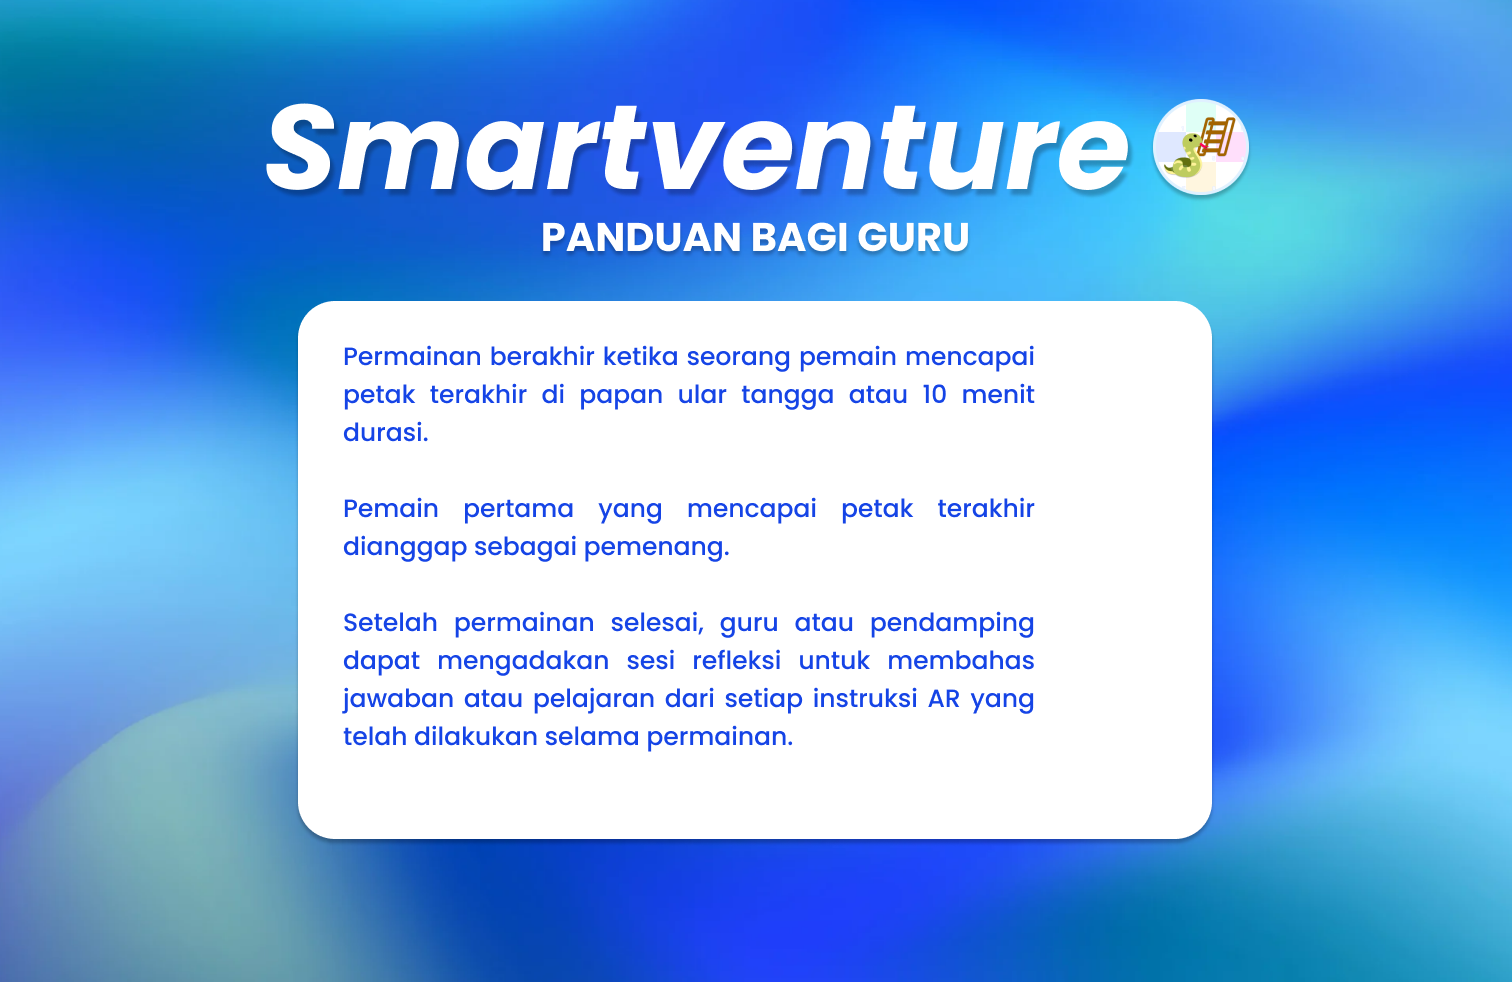 Smartventure
PANDUAN BAGI GURU
Permainan berakhir ketika seorang pemain mencapai
petak terakhir di papan ular tangga atau 10 menit
durasi.
Pemain pertama yang mencapai petak terakhir
dianggap sebagai pemenang.
Setelah permainan selesai, guru atau pendamping
dapat mengadakan sesi refleksi untuk membahas
jawaban atau pelajaran dari setiap instruksi AR yang
telah dilakukan selama permainan.